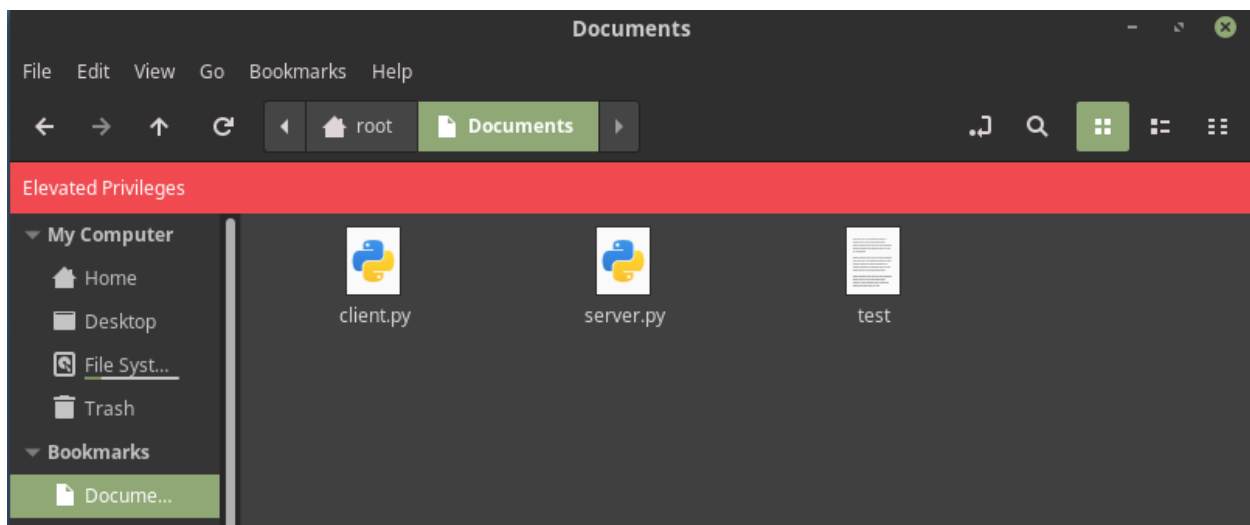 Documents
File Edit View Go Bookmarks Help
root Documents
Elevated Privileges
My Computer
Home
Desktop
File Syst...
Trash
Bookmarks
Docume...
client.py server.py test